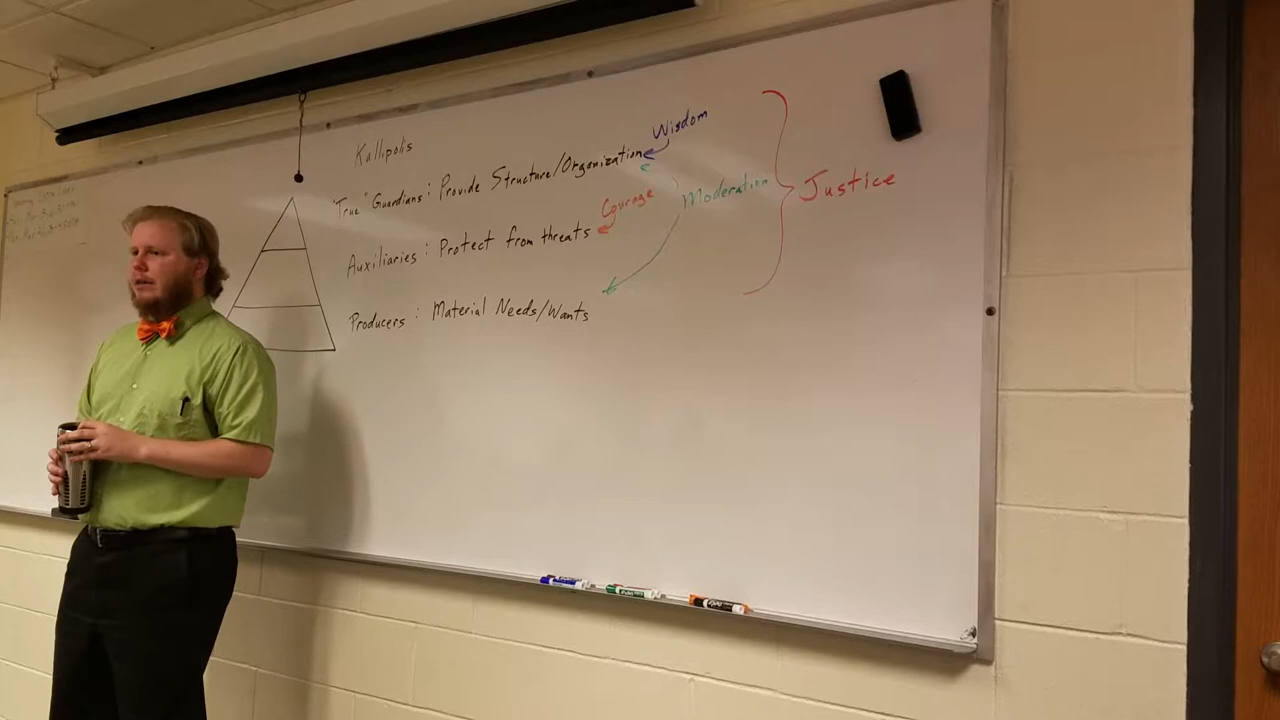 Kallipolis
"True" Guardians: Provide Structure/Organization
Wisdom
Auxiliaries: Protect from threats
Courage
Producers: Material Needs/Wants
Moderation
Justice